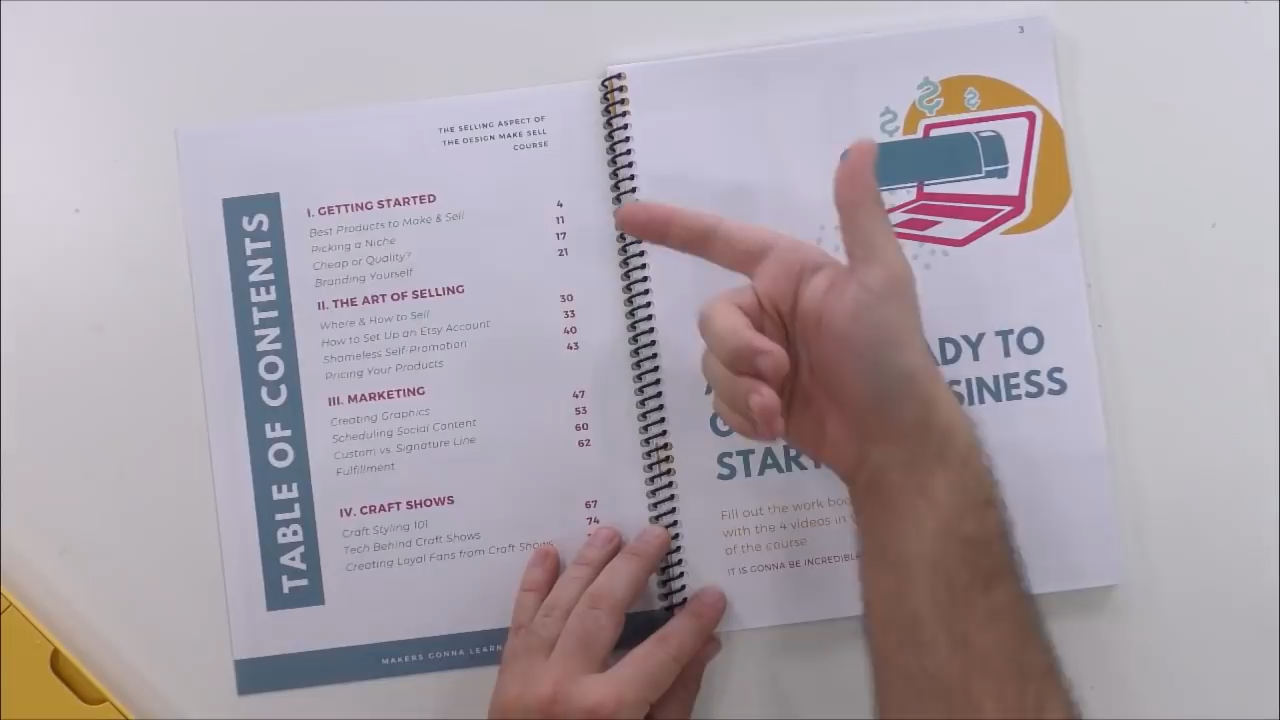 THE SELLING ASPECT OF
THE DESIGN MAKE SELL
COURSE
TABLE OF CONTENTS
I. GETTING STARTED
Best Products to Make & Sell 4
Picking a Niche 11
Cheap or Quality? 17
Branding Yourself 21
II. THE ART OF SELLING
Where & How to Sell 30
How to Set Up an Etsy Account 33
Shameless Self-Promotion 40
Pricing Your Products 43
III. MARKETING
Creating Graphics 47
Scheduling Social Content 53
Custom vs. Signature Line 60
Fulfillment 62
IV. CRAFT SHOWS
Craft Styling 101 67
Tech Behind Craft Shows 74
Creating Loyal Fans from Craft Shows
MAKERS GONNA LEARN
3
$ $ $
TO
Fill out the work
with the 4 videos in
of the course
IT IS GONNA BE